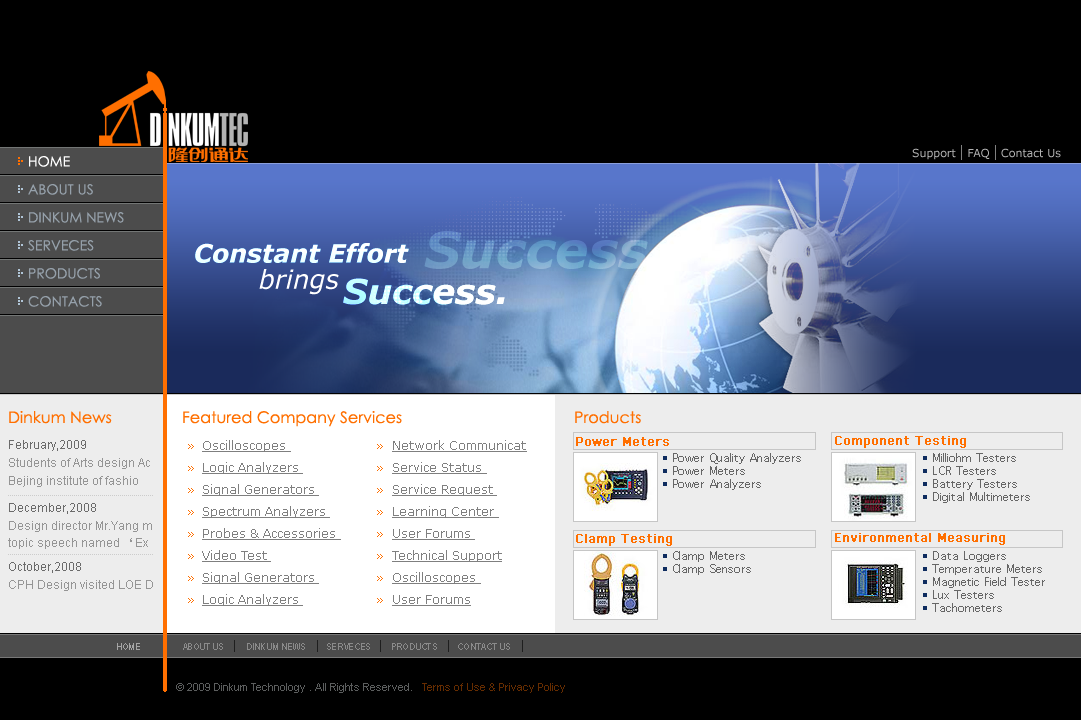 DINKUMTEC
隆创通达
Support | FAQ | Contact Us
HOME
ABOUT US
DINKUM NEWS
SERVECES
PRODUCTS
CONTACTS
Success
Constant Effort
brings Success.
Dinkum News
February,2009
Students of Arts design Ac
Beijing institute of fashio
December,2008
Design director Mr.Yang m
topic speech named “Ex
October,2008
CPH Design visited LOE D
Featured Company Services
Oscilloscopes
Logic Analyzers
Signal Generators
Spectrum Analyzers
Probes & Accessories
Video Test
Signal Generators
Logic Analyzers
Network Communicat
Service Status
Service Request
Learning Center
User Forums
Technical Support
Oscilloscopes
User Forums
Products
Power Meters
Power Quality Analyzers
Power Meters
Power Analyzers
Component Testing
Milliohm Testers
LCR Testers
Battery Testers
Digital Multimeters
Clamp Testing
Clamp Meters
Clamp Sensors
Environmental Measuring
Data Loggers
Temperature Meters
Magnetic Field Tester
Lux Testers
Tachometers
HOME ABOUT US | DINKUM NEWS | SERVECES | PRODUCTS | CONTACT US |
© 2009 Dinkum Technology . All Rights Reserved. Terms of Use & Privacy Policy